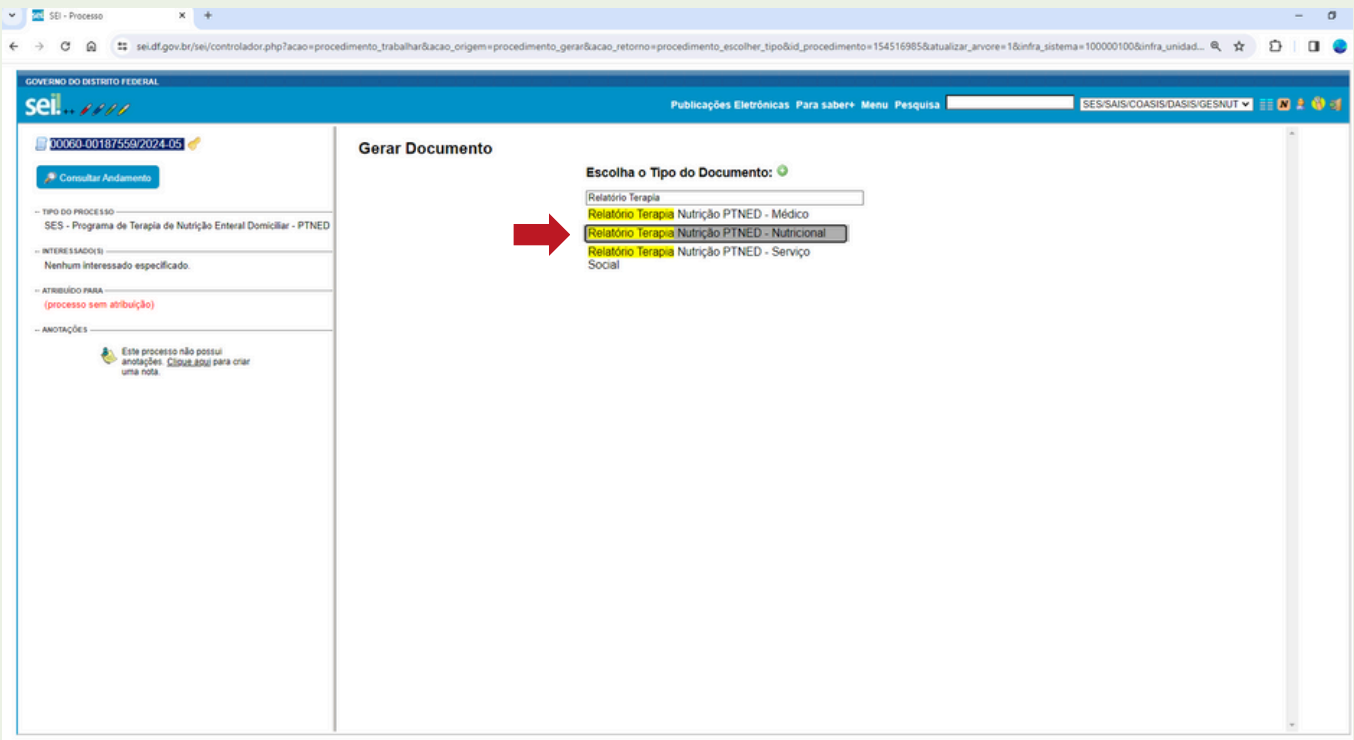 SEI - Processo
sei.df.gov.br/sei/controlador.php?acao=procedimento_trabalhar&acao_origem=procedimento_gerar&acao_retorno=procedimento_escolher_tipo&id_procedimento=154516985&atualizar_arvore=1&infra_sistema=100000100&infra_unidad...
GOVERNO DO DISTRITO FEDERAL
sei!
Publicações Eletrônicas Para saber+ Menu Pesquisa
SES/SAIS/COASIS/DASIS/GESNUT
00060-00187559/2024-05
Consultar Andamento
TIPO DO PROCESSO
SES - Programa de Terapia de Nutrição Enteral Domiciliar - PTNED
INTERESSADO(S)
Nenhum interessado especificado.
ATRIBUÍDO PARA
(processo sem atribuição)
ANOTAÇÕES
Este processo não possui
anotações. Clique aqui para criar
uma nota.
Gerar Documento
Escolha o Tipo do Documento:
Relatório Terapia
Relatório Terapia Nutrição PTNED - Médico
Relatório Terapia Nutrição PTNED - Nutricional
Relatório Terapia Nutrição PTNED - Serviço
Social